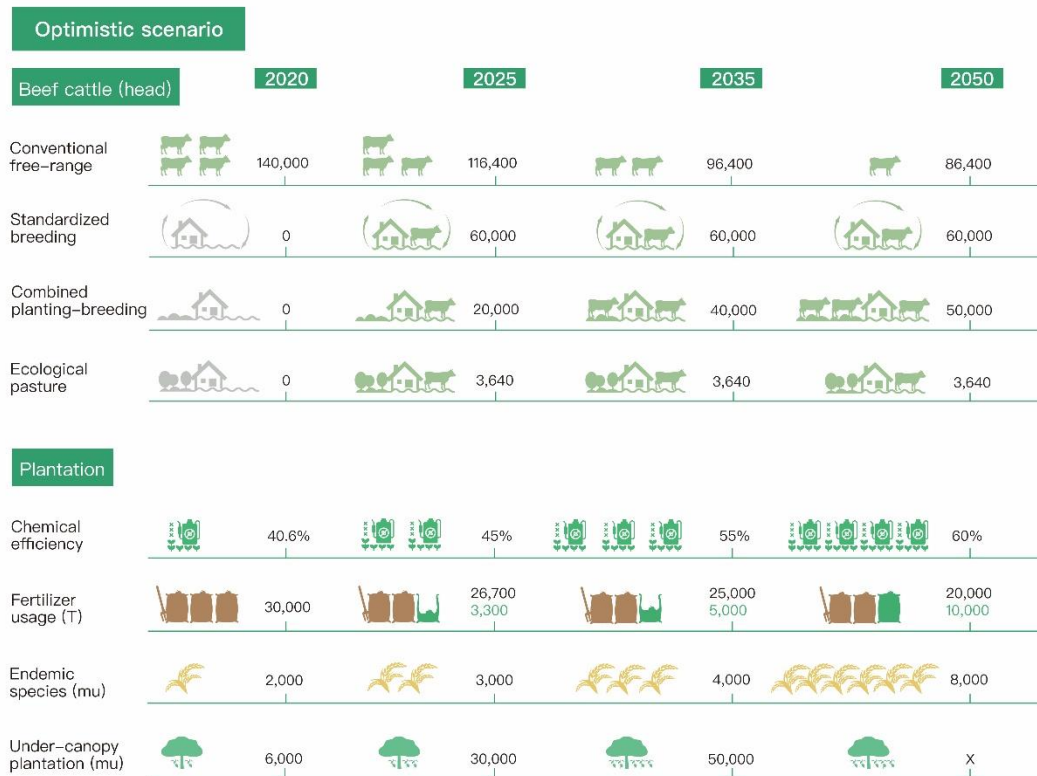 Optimistic scenario
Beef cattle (head)
2020
2025
2035
2050
Conventional
free-range
140,000
116,400
96,400
86,400
Standardized
breeding
0
60,000
60,000
60,000
Combined
planting-breeding
0
20,000
40,000
50,000
Ecological
pasture
0
3,640
3,640
3,640
Plantation
Chemical
efficiency
40.6%
45%
55%
60%
Fertilizer
usage (T)
30,000
26,700
3,300
25,000
5,000
20,000
10,000
Endemic
species (mu)
2,000
3,000
4,000
8,000
Under-canopy
plantation (mu)
6,000
30,000
50,000
X